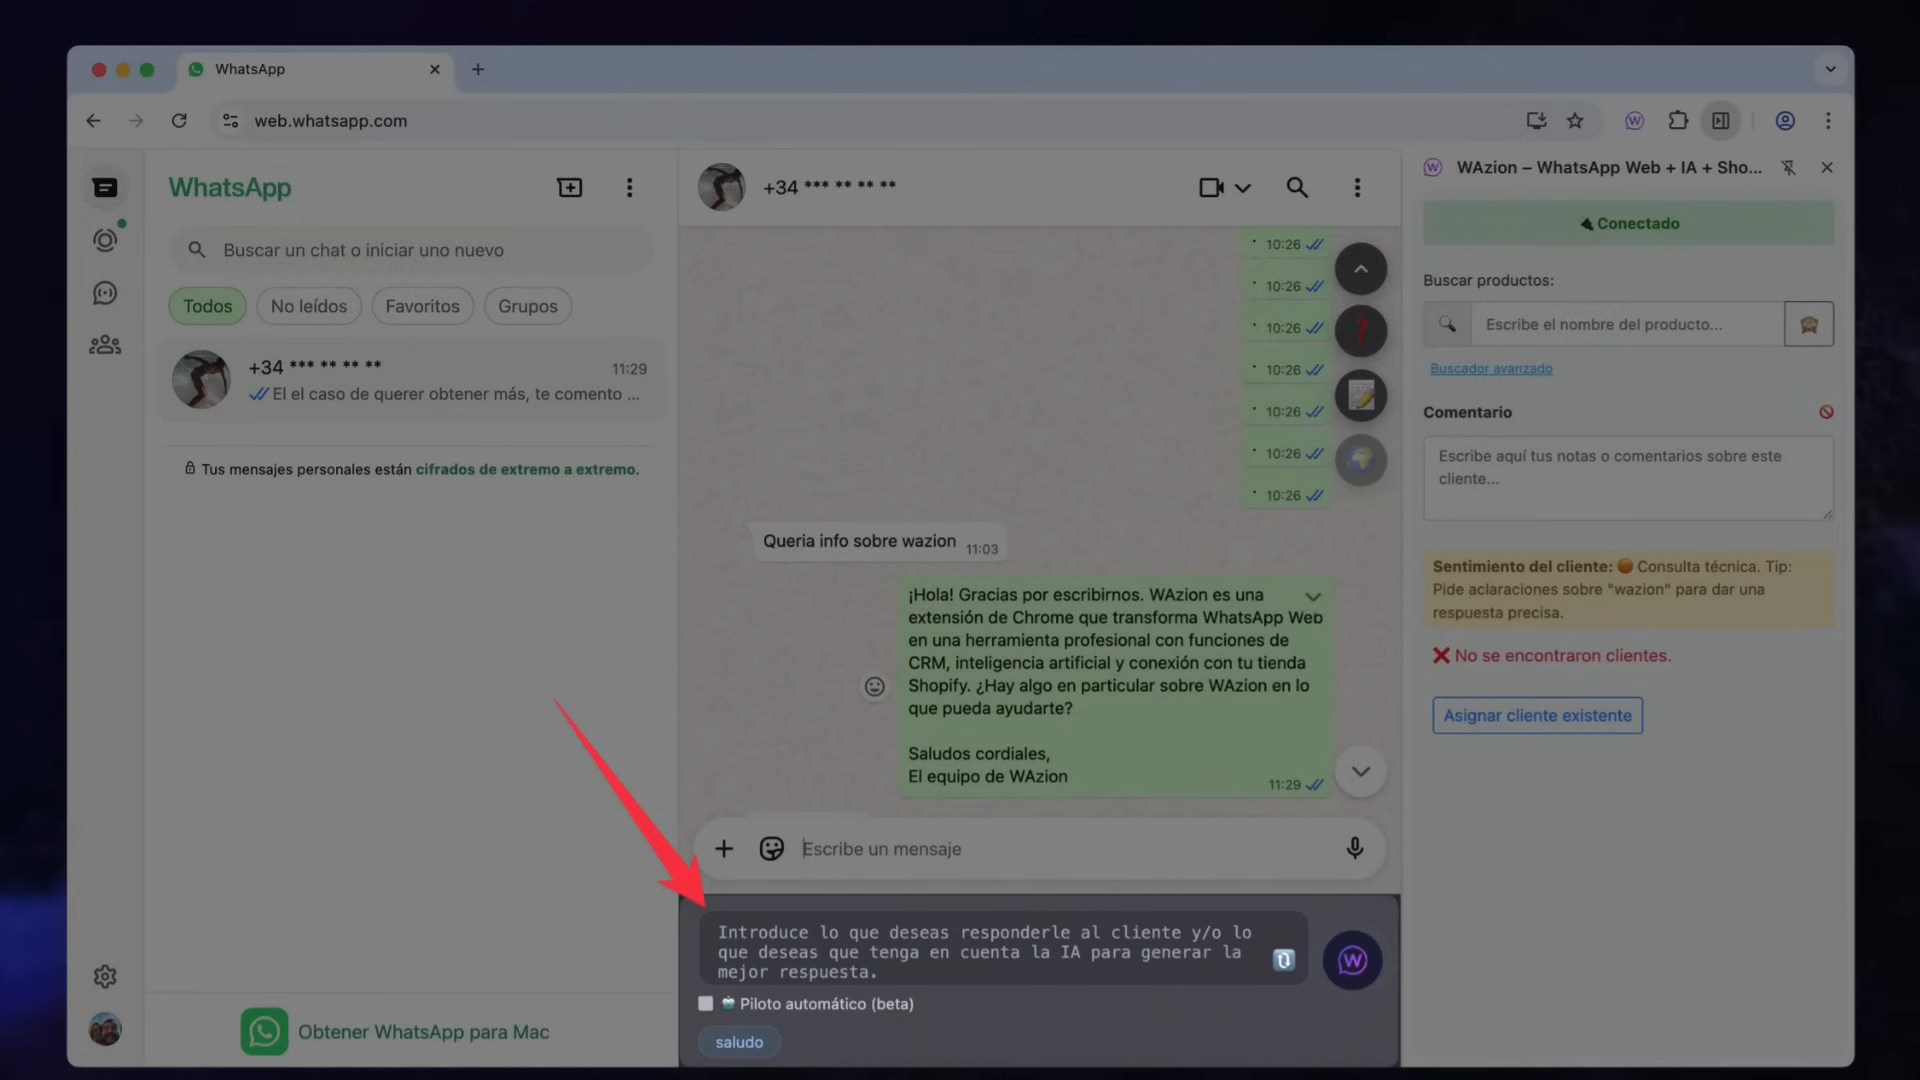 WhatsApp
web.whatsapp.com
WhatsApp
Buscar un chat o iniciar uno nuevo
Todos
No leídos
Favoritos
Grupos
+34 *** ** ** **
11:29
El el caso de querer obtener más, te comento ...
Tus mensajes personales están cifrados de extremo a extremo.
Obtener WhatsApp para Mac
+34 *** ** ** **
10:26
10:26
10:26
10:26
10:26
10:26
10:26
Queria info sobre wazion
11:03
¡Hola! Gracias por escribirnos. WAzion es una
extensión de Chrome que transforma WhatsApp Web
en una herramienta profesional con funciones de
CRM, inteligencia artificial y conexión con tu tienda
Shopify. ¿Hay algo en particular sobre WAzion en lo
que pueda ayudarte?
Saludos cordiales,
El equipo de WAzion
11:29
Escribe un mensaje
Introduce lo que deseas responderle al cliente y/o lo
que deseas que tenga en cuenta la IA para generar la
mejor respuesta.
W
Piloto automático (beta)
saludo
WAzion – WhatsApp Web + IA + Sho...
Conectado
Buscar productos:
Escribe el nombre del producto...
Buscador avanzado
Comentario
Escribe aquí tus notas o comentarios sobre este
cliente...
Sentimiento del cliente: Consulta técnica. Tip:
Pide aclaraciones sobre "wazion" para dar una
respuesta precisa.
No se encontraron clientes.
Asignar cliente existente